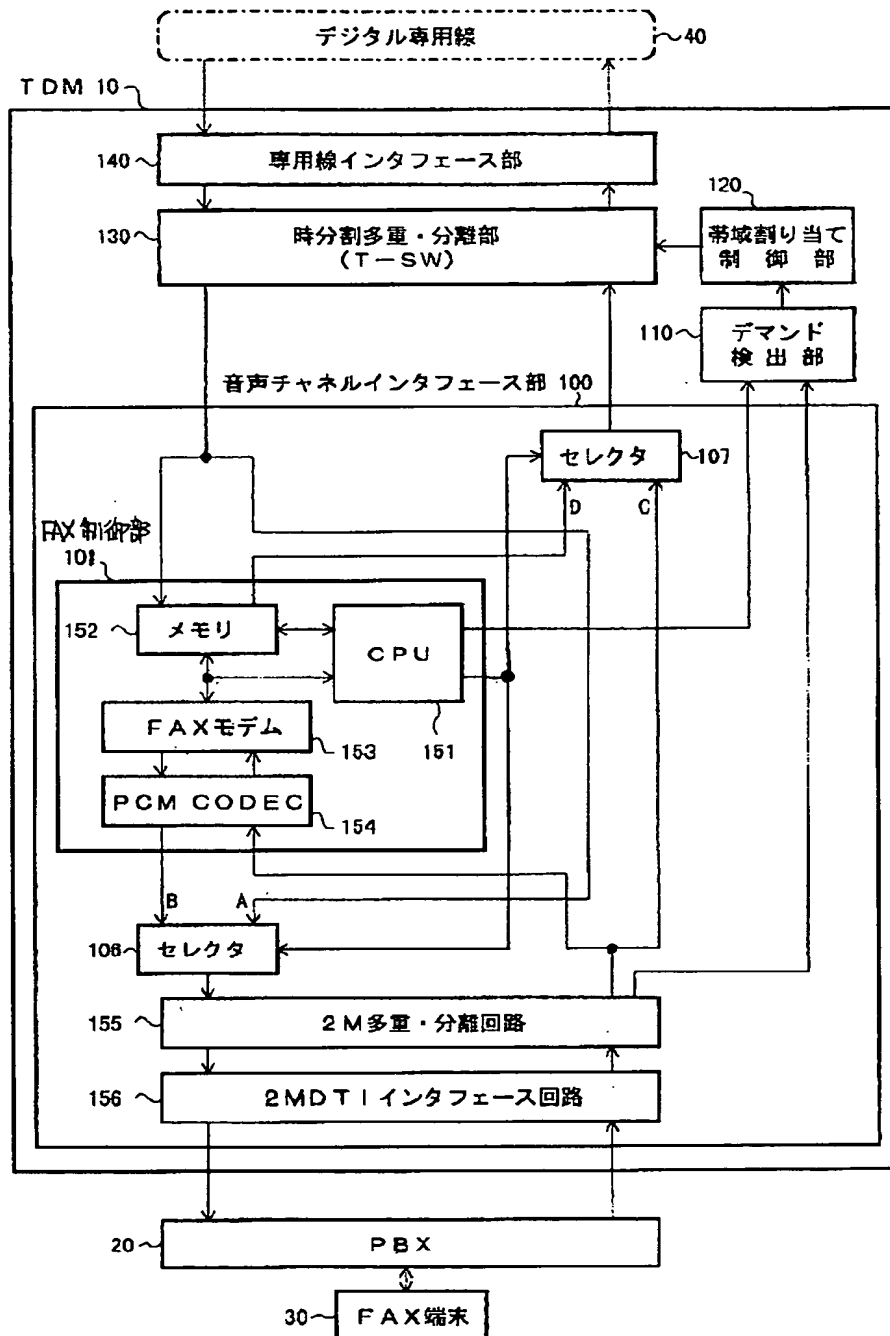 デジタル専用線
40
TDM 10
140
専用線インタフェース部
130
時分割多重・分離部
(T-SW)
120
帯域割り当て
制御部
110
デマンド
検出部
音声チャネルインタフェース部 100
セレクタ
107
D
C
FAX制御部
101
152
メモリ
CPU
151
FAXモデム
153
PCM CODEC
154
B
A
106
セレクタ
155
2M多重・分離回路
156
2MDTIインタフェース回路
20
PBX
30
FAX端末